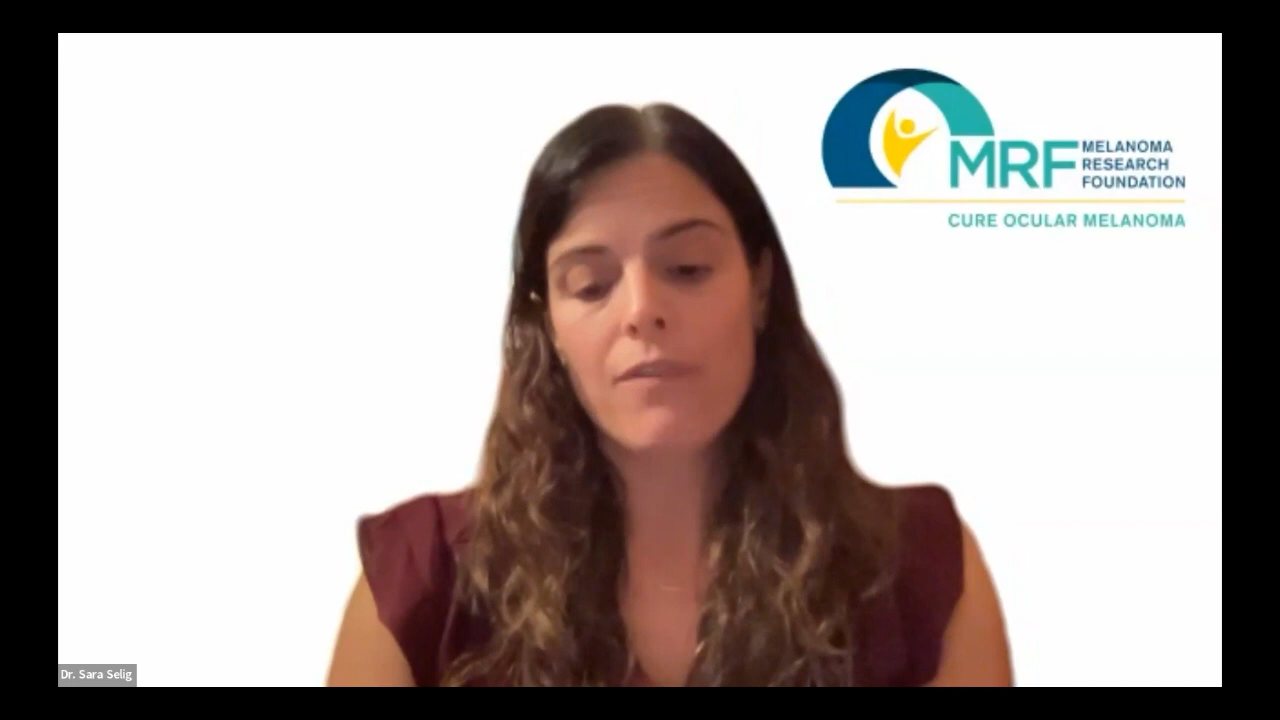 MRF
MELANOMA
RESEARCH
FOUNDATION
CURE OCULAR MELANOMA
Dr. Sara Selig